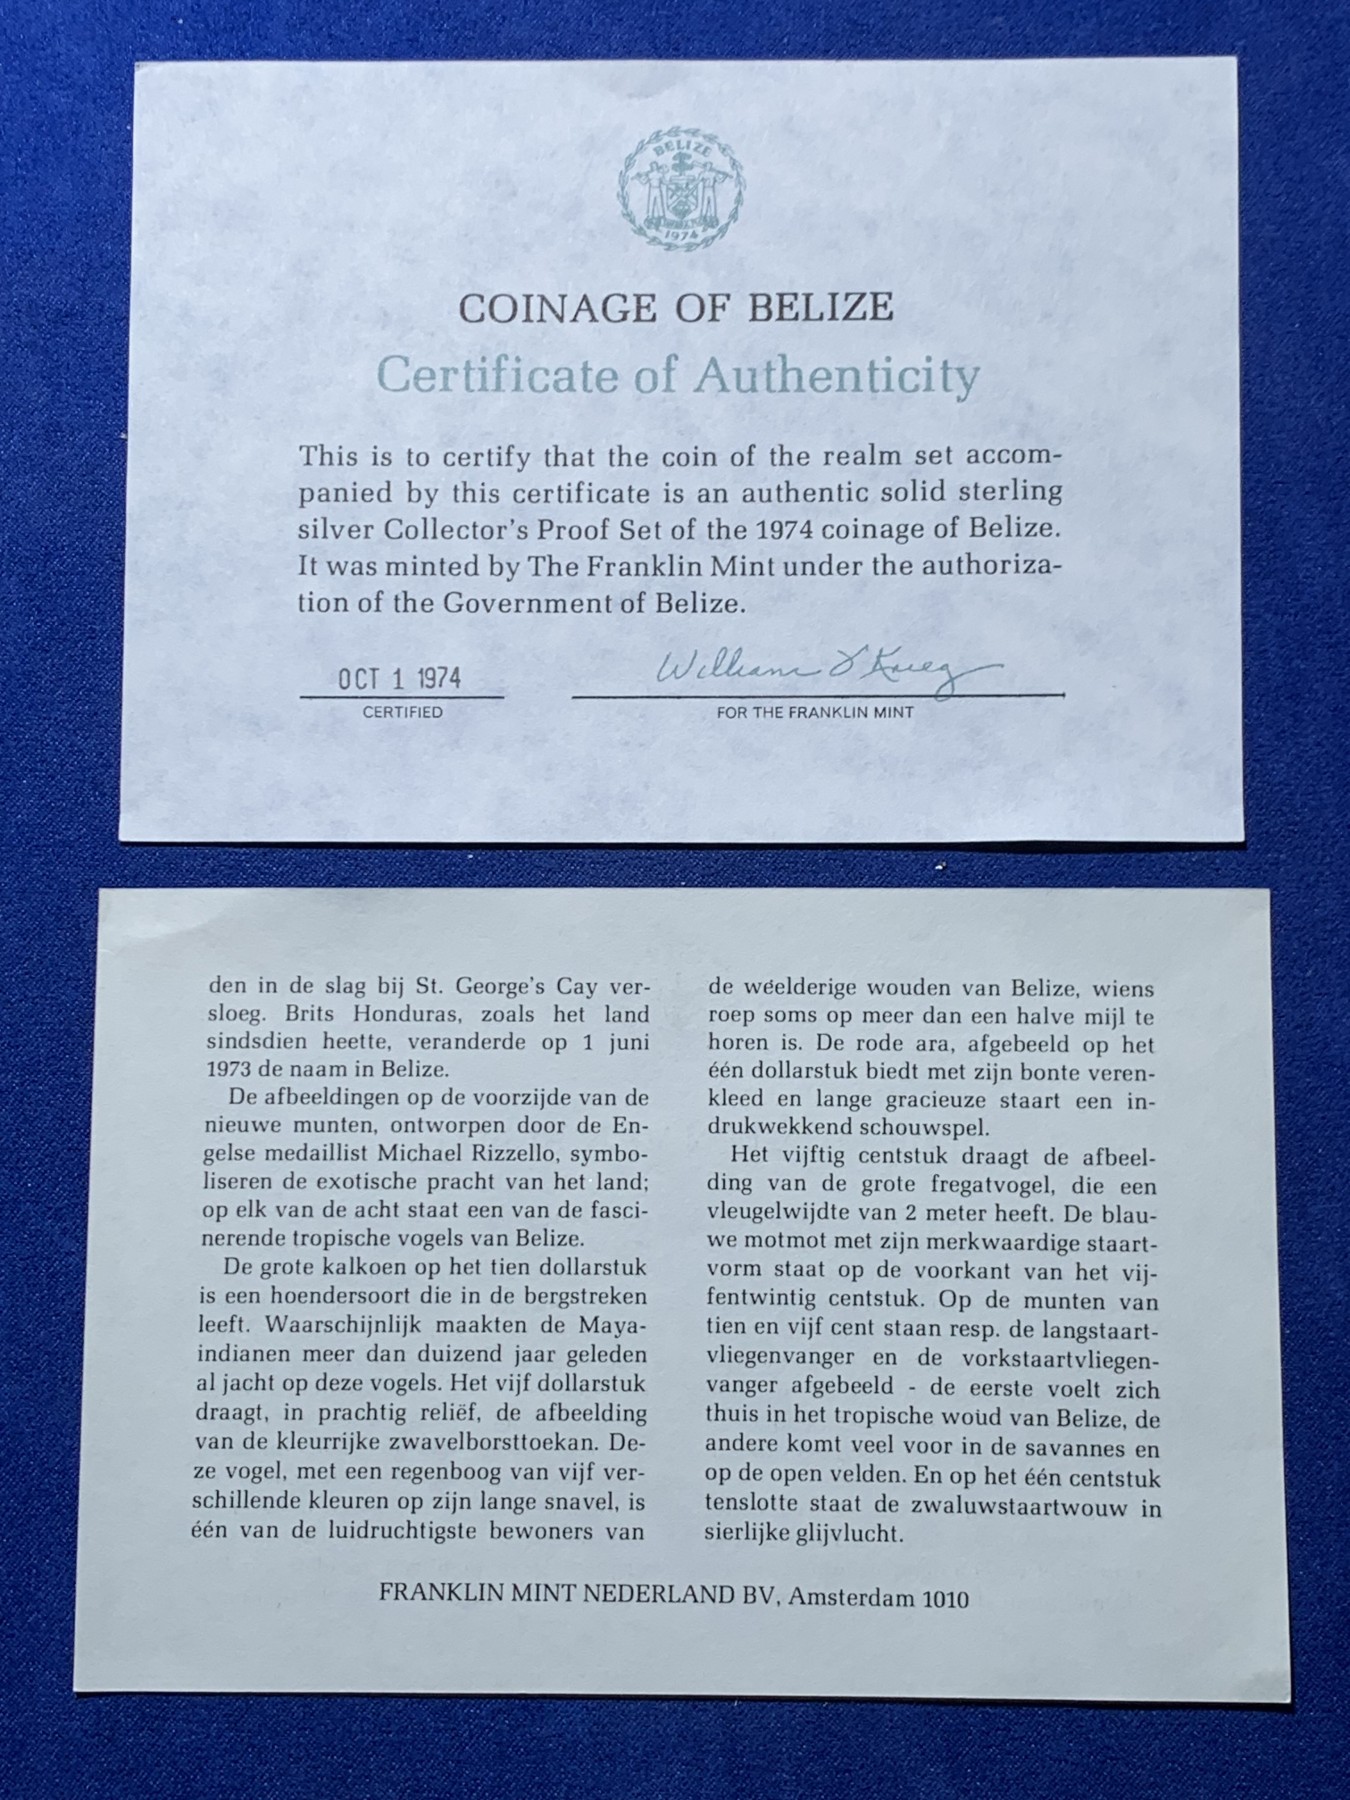 BELIZE
1974
COINAGE OF BELIZE
Certificate of Authenticity
This is to certify that the coin of the realm set accom-
panied by this certificate is an authentic solid sterling
silver Collector's Proof Set of the 1974 coinage of Belize.
It was minted by The Franklin Mint under the authoriza-
tion of the Government of Belize.
OCT 1 1974
William
CERTIFIED
FOR THE FRANKLIN MINT
den in de slag bij St. George's Cay ver-
sloeg. Brits Honduras, zoals het land
sindsdien heette, veranderde op 1 juni
1973 de naam in Belize.
De afbeeldingen op de voorzijde van de
nieuwe munten, ontworpen door de En-
gelse medaillist Michael Rizzello, symbo-
liseren de exotische pracht van het land;
op elk van de acht staat een van de fasci-
nerende tropische vogels van Belize.
De grote kalkoen op het tien dollarstuk
is een hoendersoort die in de bergstreken
leeft. Waarschijnlijk maakten de Maya-
indianen meer dan duizend jaar geleden
al jacht op deze vogels. Het vijf dollarstuk
draagt, in prachtig reliëf, de afbeelding
van de kleurrijke zwavelborsttoekan. De-
ze vogel, met een regenboog van vijf ver-
schillende kleuren op zijn lange snavel, is
één van de luidruchtigste bewoners van
de weelderige wouden van Belize, wiens
roep soms op meer dan een halve mijl te
horen is. De rode ara, afgebeeld op het
één dollarstuk biedt met zijn bonte veren-
kleed en lange gracieuze staart een in-
drukwekkend schouwspel.
Het vijftig centstuk draagt de afbeel-
ding van de grote fregatvogel, die een
vleugelwijdte van 2 meter heeft. De blau-
we motmot met zijn merkwaardige staart-
vorm staat op de voorkant van het vij-
fentwintig centstuk. Op de munten van
tien en vijf cent staan resp. de langstaart-
vliegenvanger en de vorkstaartvliegen-
vanger afgebeeld - de eerste voelt zich
thuis in het tropische woud van Belize, de
andere komt veel voor in de savannes en
op de open velden. En op het één centstuk
tenslotte staat de zwaluwstaartwouw in
sierlijke glijvlucht.
FRANKLIN MINT NEDERLAND BV, Amsterdam 1010